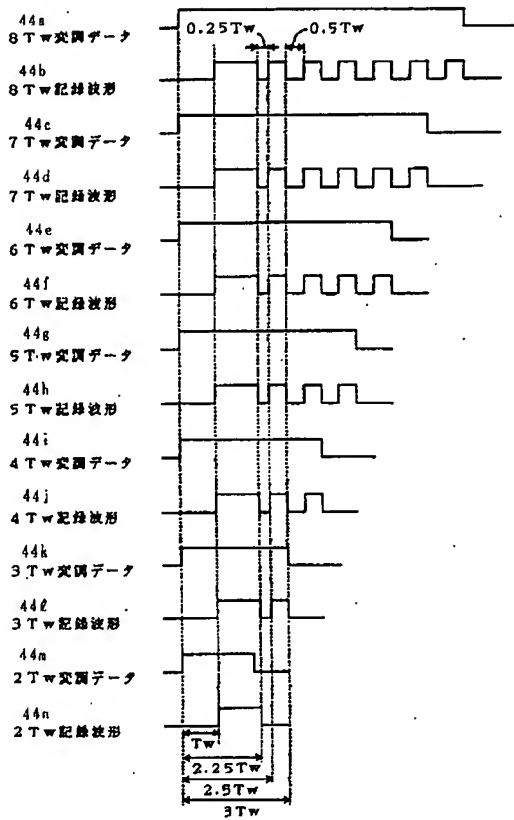 44a
8Tw変調データ
0.25Tw
0.5Tw
44b
8Tw記録波形
44c
7Tw変調データ
44d
7Tw記録波形
44e
6Tw変調データ
44f
6Tw記録波形
44g
5Tw変調データ
44h
5Tw記録波形
44i
4Tw変調データ
44j
4Tw記録波形
44k
3Tw変調データ
44ℓ
3Tw記録波形
44m
2Tw変調データ
44n
2Tw記録波形
Tw
2.25Tw
2.5Tw
3Tw